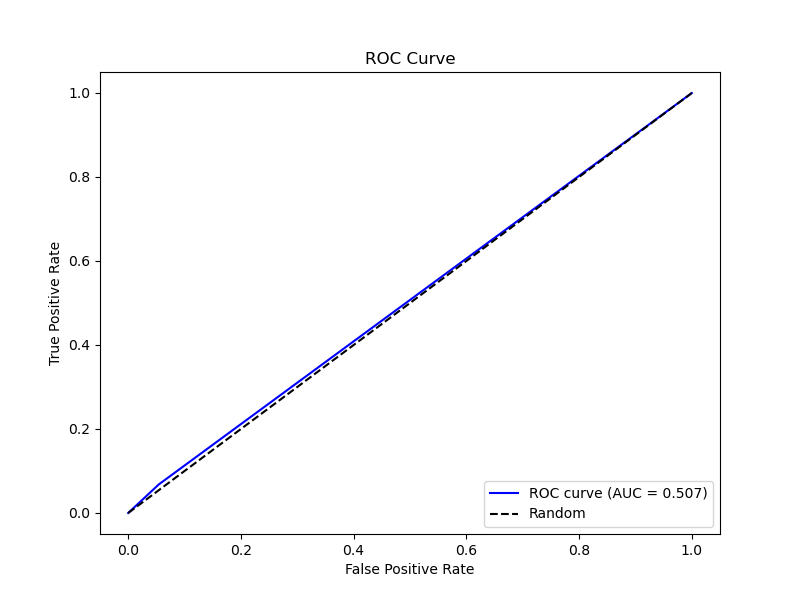 ROC Curve
True Positive Rate
1.0
0.8
0.6
0.4
0.2
0.0
0.0 0.2 0.4 0.6 0.8 1.0
False Positive Rate
ROC curve (AUC = 0.507)
Random